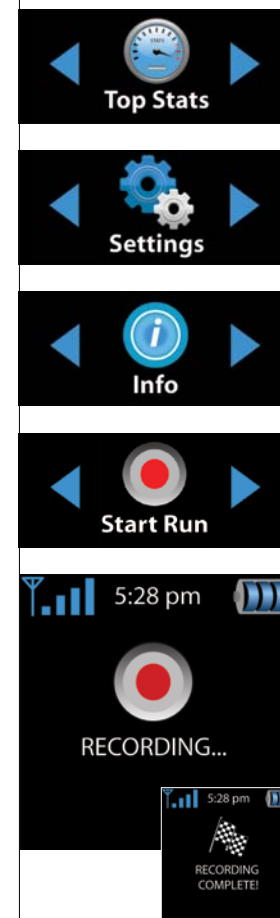 Top Stats
Settings
i
Info
Start Run
5:28 pm
RECORDING...
5:28 pm
RECORDING
COMPLETE!